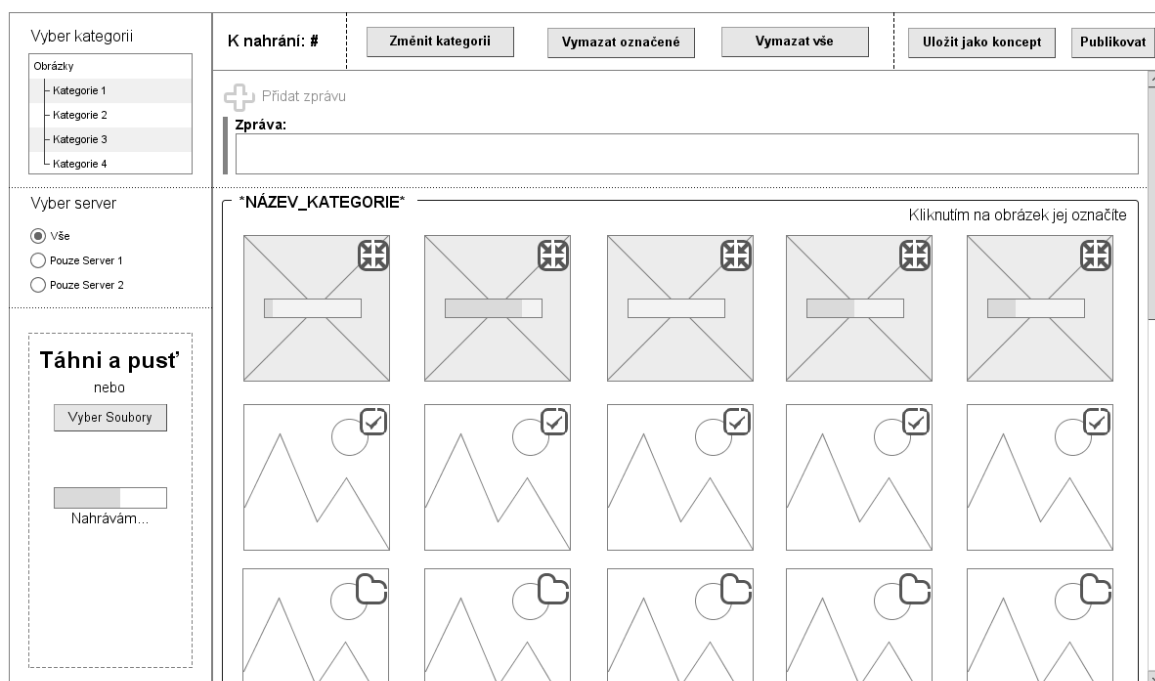 Vyber kategorii
Obrázky
Kategorie 1
Kategorie 2
Kategorie 3
Kategorie 4
Vyber server
Vše
Pouze Server 1
Pouze Server 2
Táhni a pusť
nebo
Vyber Soubory
Nahrávám...
K nahrání: #
Změnit kategorii
Vymazat označené
Vymazat vše
Uložit jako koncept
Publikovat
Přidat zprávu
Zpráva:
*NÁZEV_KATEGORIE*
Kliknutím na obrázek jej označíte